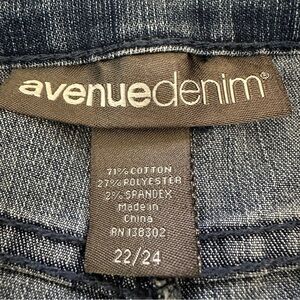 avenuedenim®
71% COTTON
27% POLYESTER
2% SPANDEX
Made in
China
RN 138302
22/24